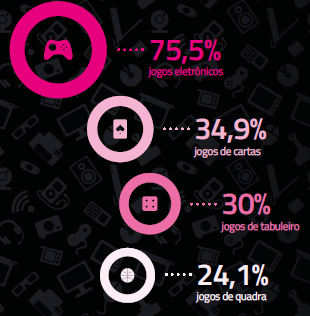 75,5%
jogos eletrônicos
34,9%
jogos de cartas
30%
jogos de tabuleiro
24,1%
jogos de quadra